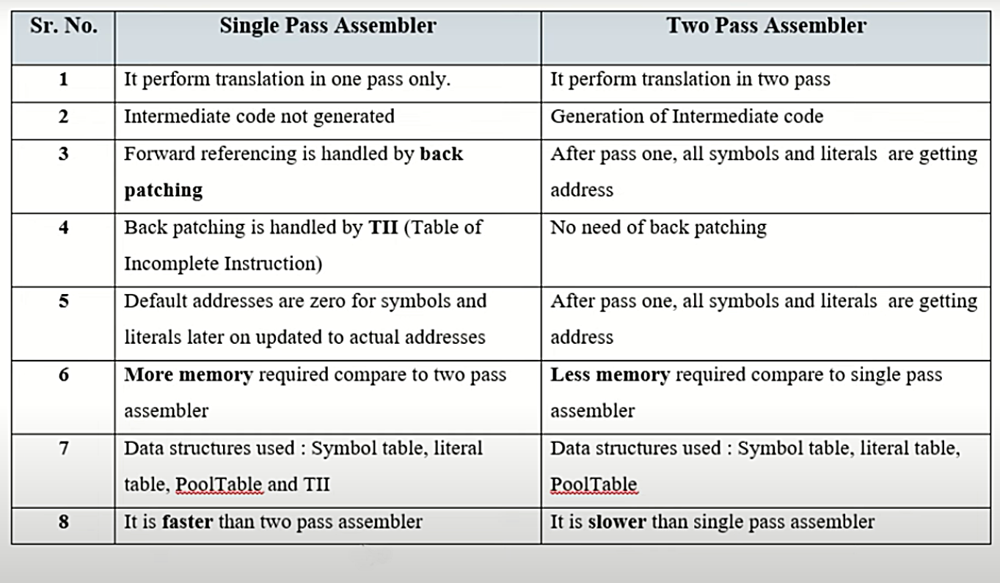 Sr. No. Single Pass Assembler Two Pass Assembler
1 It perform translation in one pass only. It perform translation in two pass
2 Intermediate code not generated Generation of Intermediate code
3 Forward referencing is handled by back After pass one, all symbols and literals are getting
patching address
4 Back patching is handled by TII (Table of No need of back patching
Incomplete Instruction)
5 Default addresses are zero for symbols and After pass one, all symbols and literals are getting
literals later on updated to actual addresses address
6 More memory required compare to two pass Less memory required compare to single pass
assembler assembler
7 Data structures used : Symbol table, literal Data structures used : Symbol table, literal table,
table, PoolTable and TII PoolTable
8 It is faster than two pass assembler It is slower than single pass assembler